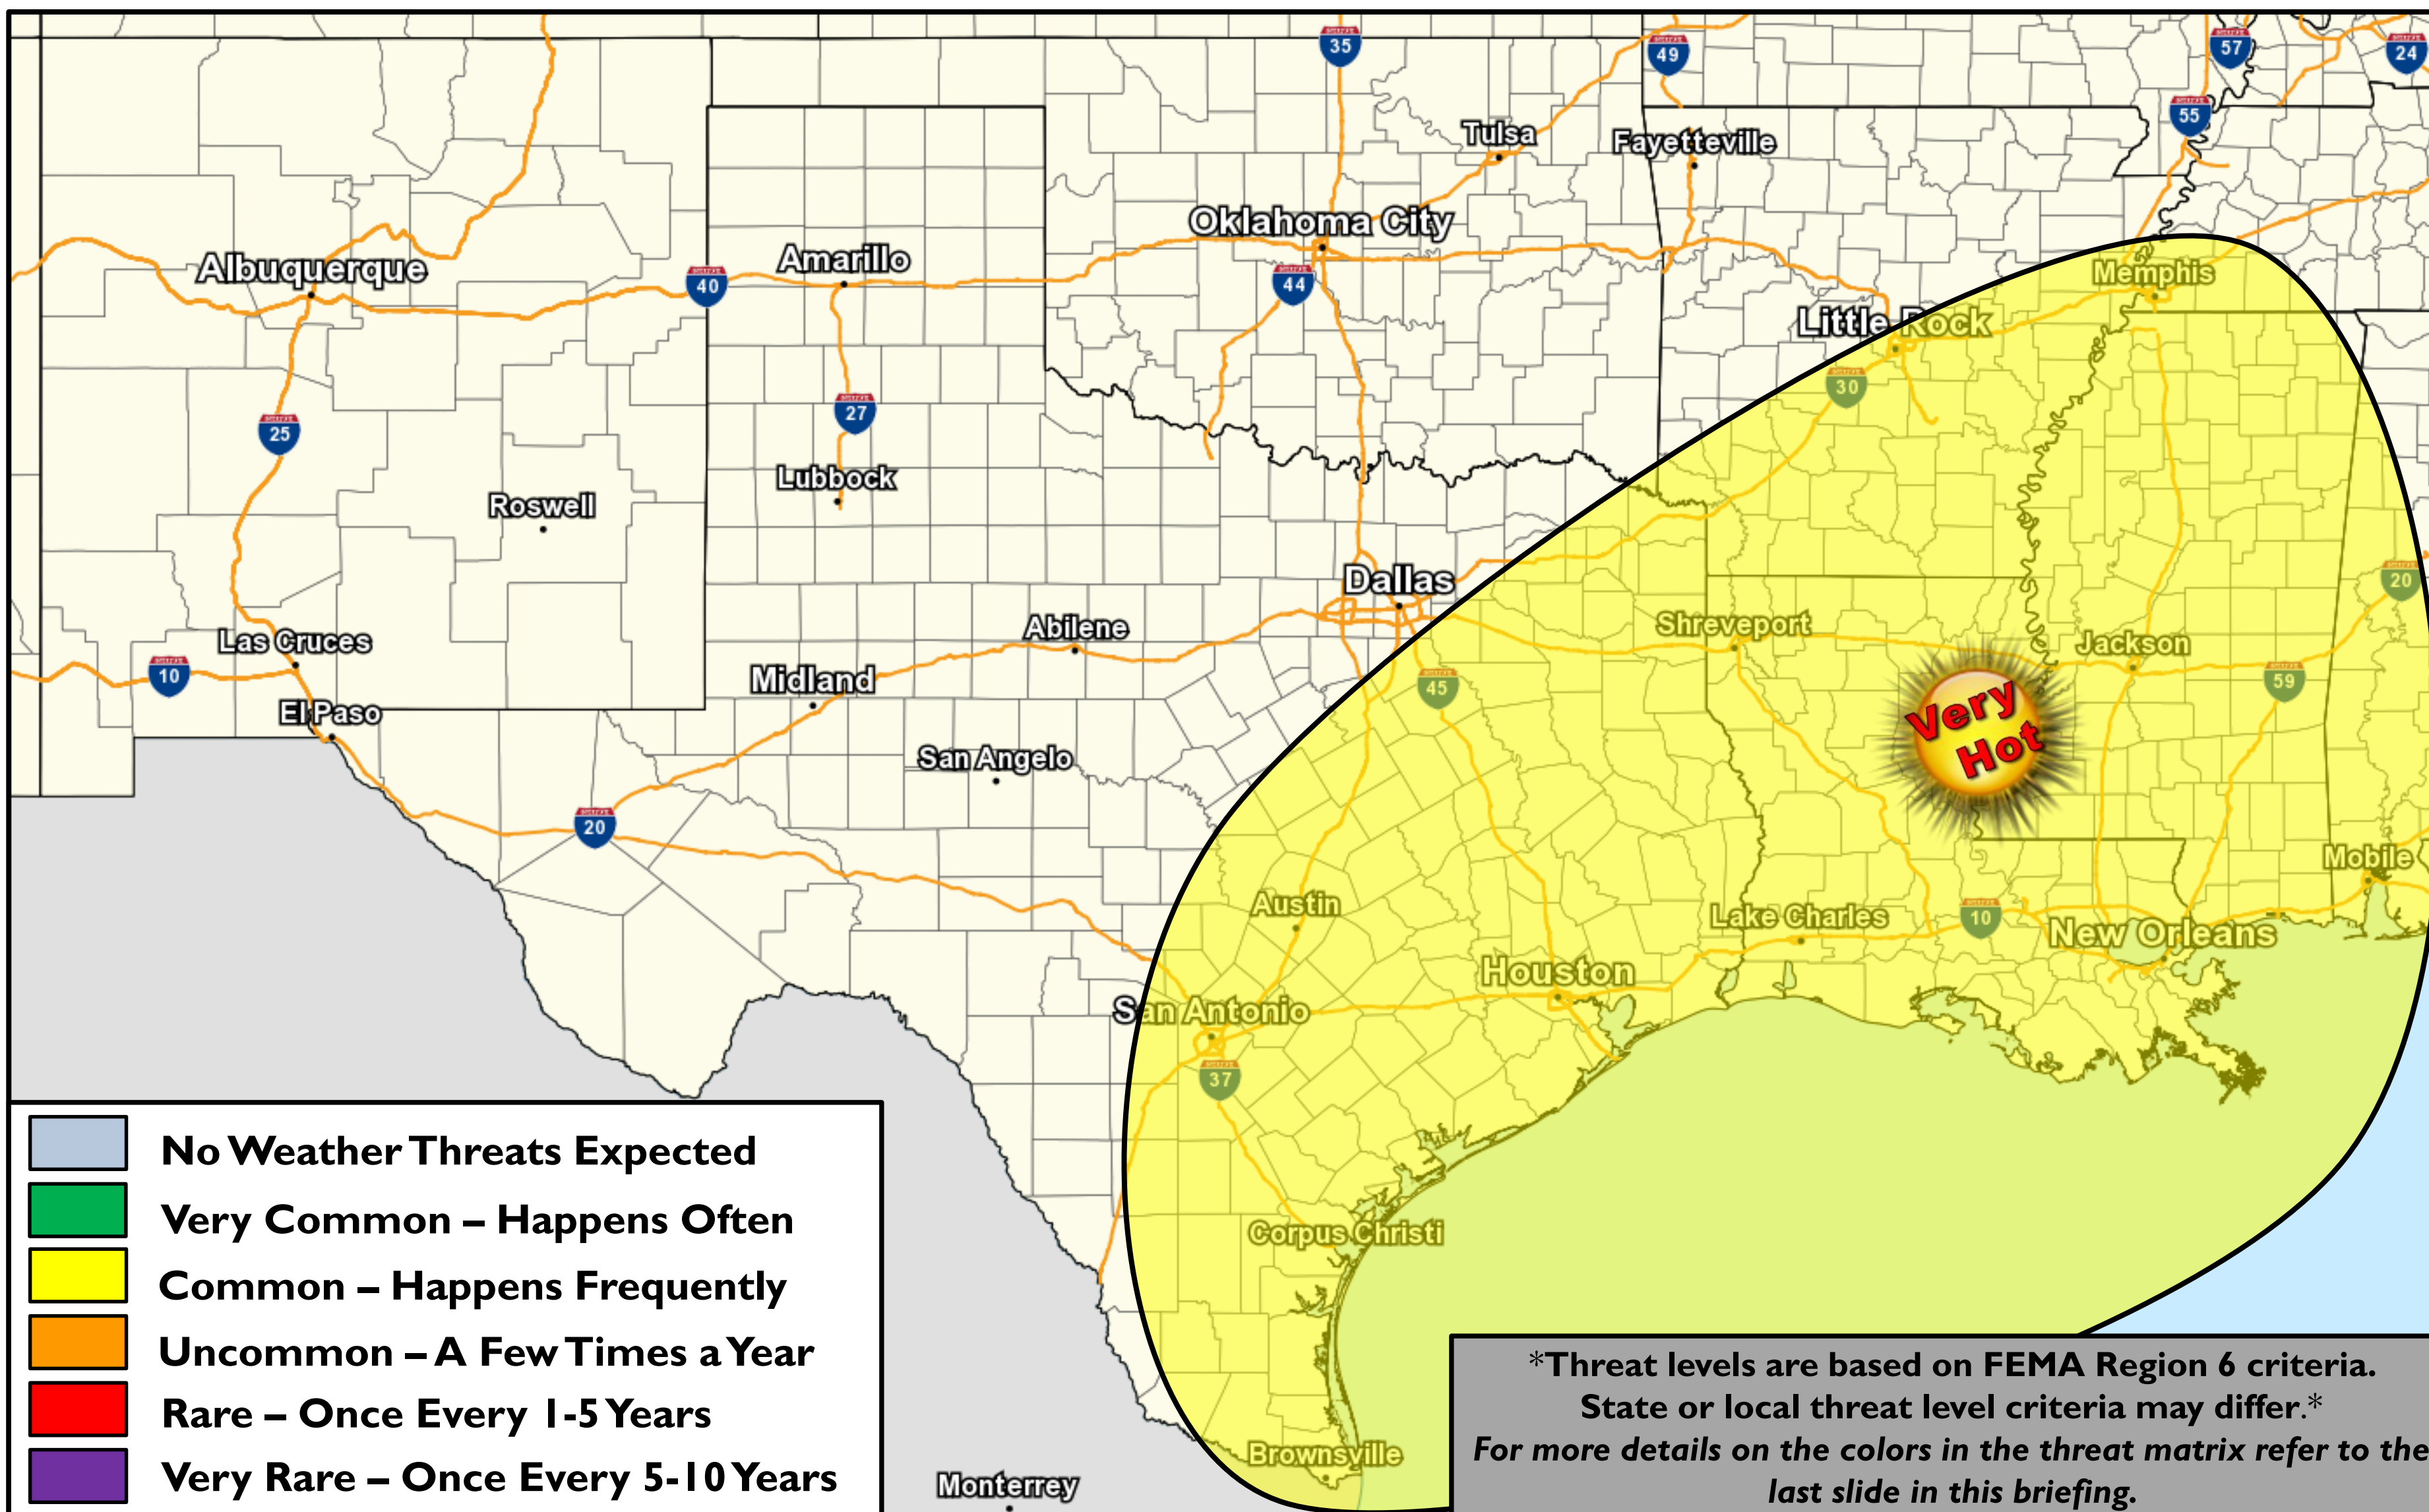 35
49
57
24
55
Tulsa
Fayetteville
Oklahoma City
Albuquerque
Amarillo
40
44
Memphis
Little Rock
30
25
27
Lubbock
Roswell
Dallas
20
Shreveport
Abilene
Las Cruces
Jackson
10
Midland
45
59
El Paso
Very
Hot
San Angelo
20
Mobile
Austin
Lake Charles
10
New Orleans
Houston
San Antonio
37
Corpus Christi
Brownsville
Monterrey
No Weather Threats Expected
Very Common – Happens Often
Common – Happens Frequently
Uncommon – A Few Times a Year
Rare – Once Every 1-5 Years
Very Rare – Once Every 5-10 Years
*Threat levels are based on FEMA Region 6 criteria.
State or local threat level criteria may differ.*
For more details on the colors in the threat matrix refer to the
last slide in this briefing.